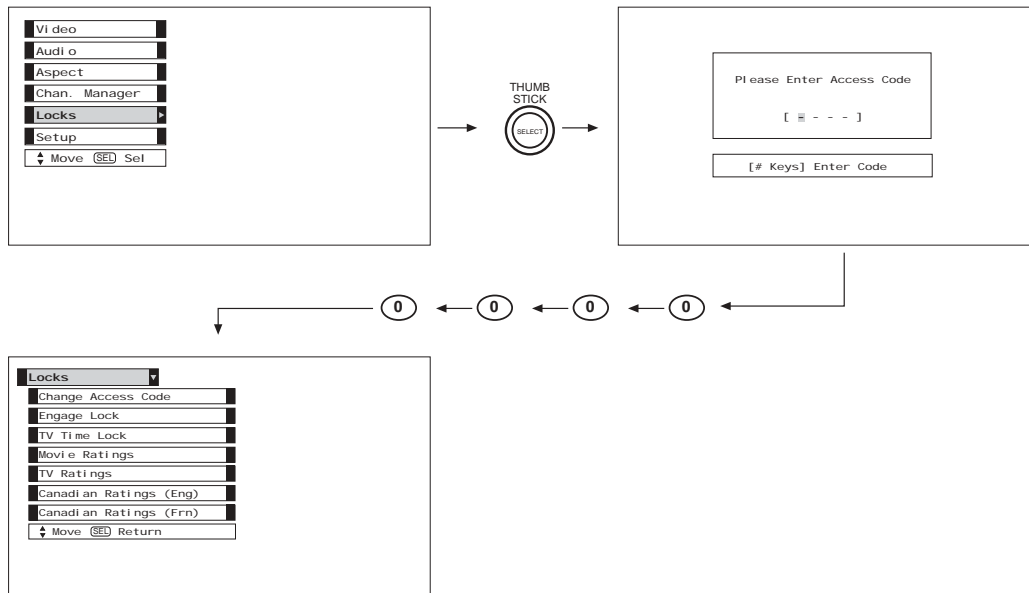 Video
Audio
Aspect
Chan. Manager
Locks
Setup
Move SEL Sel
THUMB
STICK
SELECT
Please Enter Access Code
[ - - - - ]
[# Keys] Enter Code
0 0 0 0
Locks
Change Access Code
Engage Lock
TV Time Lock
Movie Ratings
TV Ratings
Canadian Ratings (Eng)
Canadian Ratings (Frn)
Move SEL Return